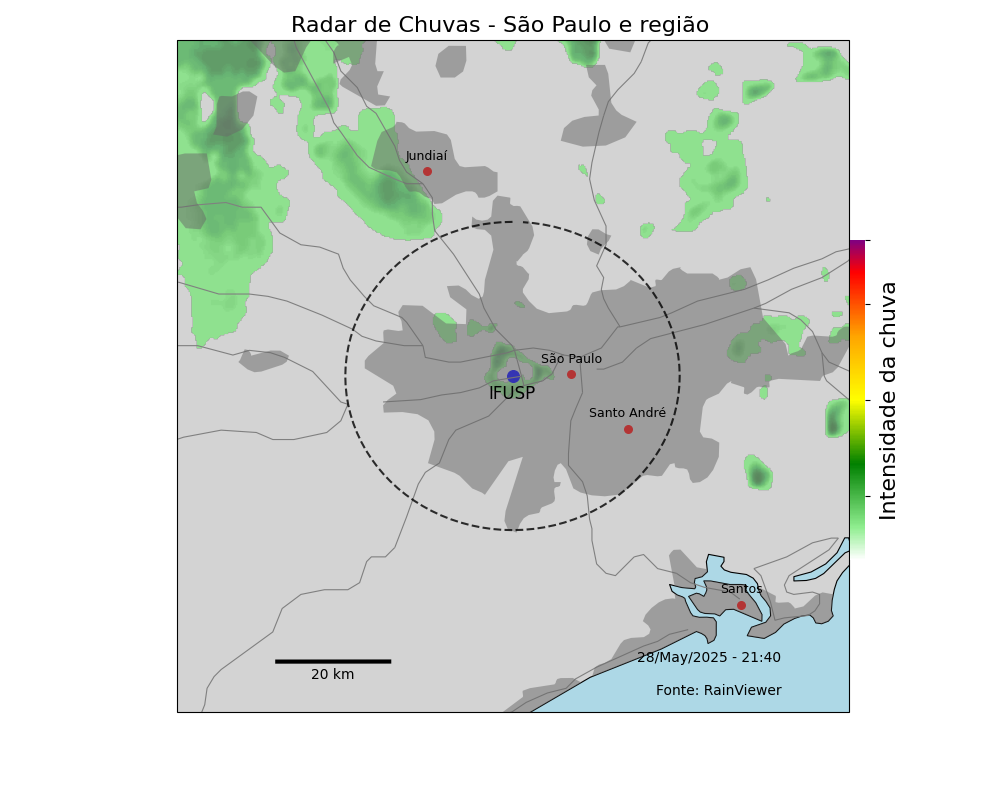 Radar de Chuvas - São Paulo e região
Jundiaí
São Paulo
IFUSP
Santo André
Intensidade da chuva
Santos
28/May/2025 - 21:40
20 km
Fonte: RainViewer